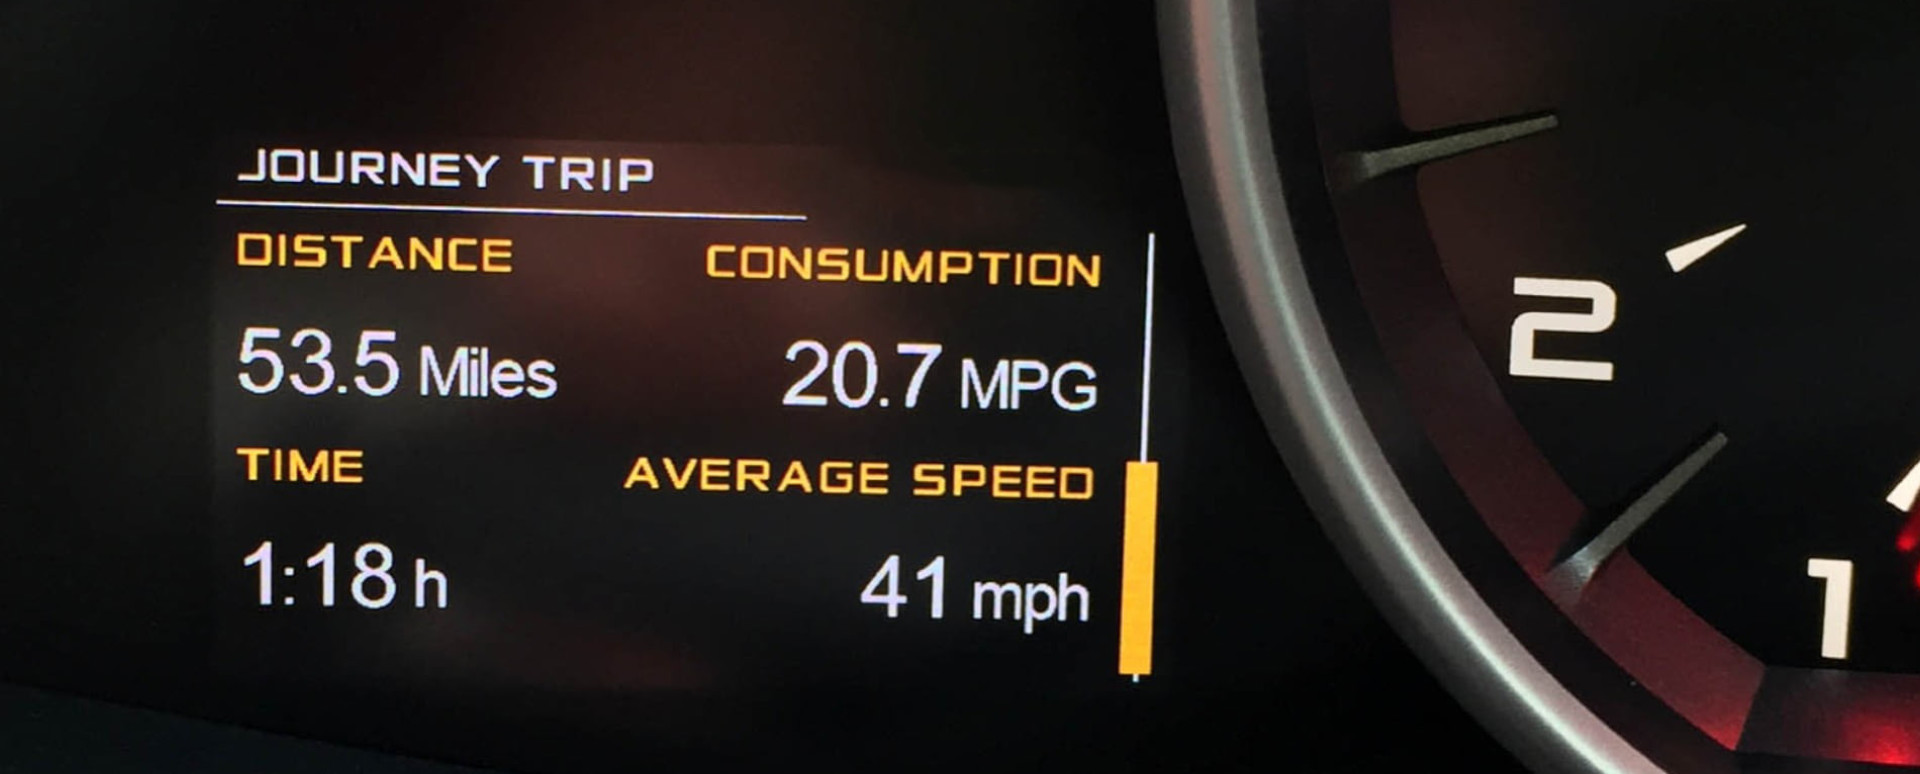 JOURNEY TRIP
DISTANCE CONSUMPTION
53.5 Miles 20.7 MPG
TIME AVERAGE SPEED
1:18 h 41 mph
2
1